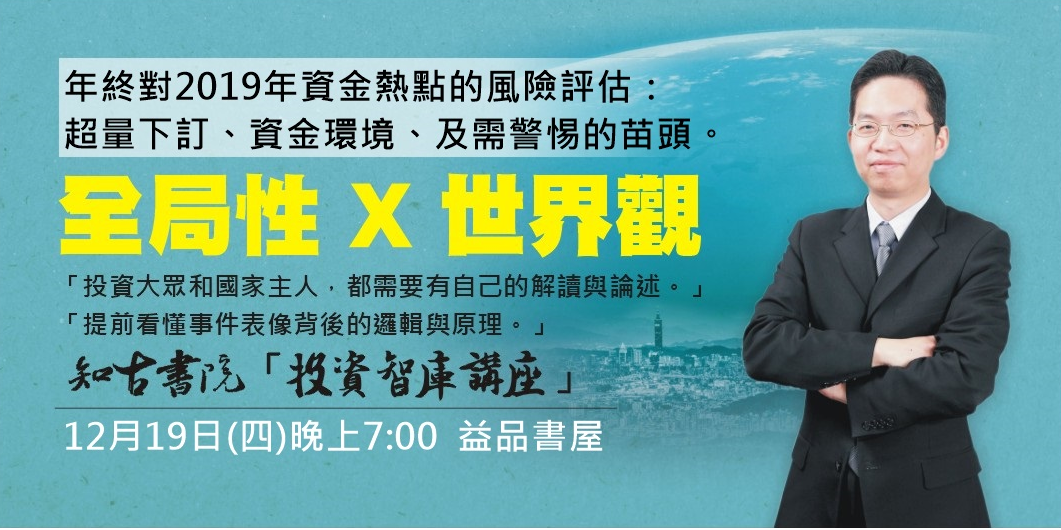 年終對2019年資金熱點的風險評估：
超量下訂、資金環境、及需警惕的苗頭。
全局性 X 世界觀
「投資大眾和國家主人，都需要有自己的解讀與論述。」
「提前看懂事件表像背後的邏輯與原理。」
知古書院「投資智庫講座」
12月19日(四)晚上7:00 益品書屋